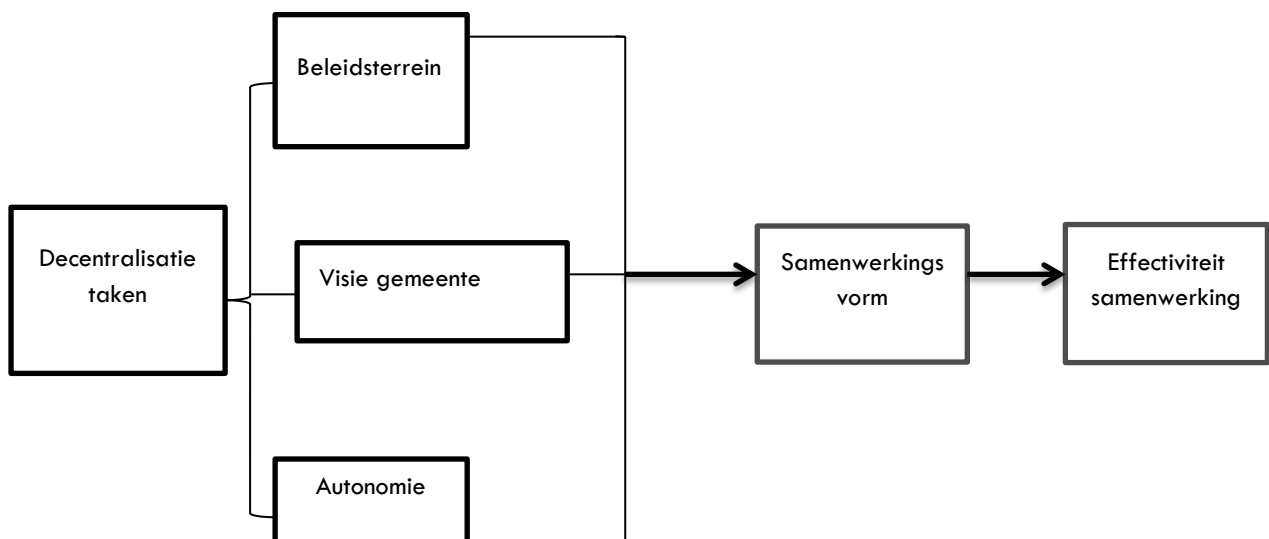 Beleidsterrein
Decentralisatie
taken
Visie gemeente
Autonomie
Samenwerkings
vorm
Effectiviteit
samenwerking